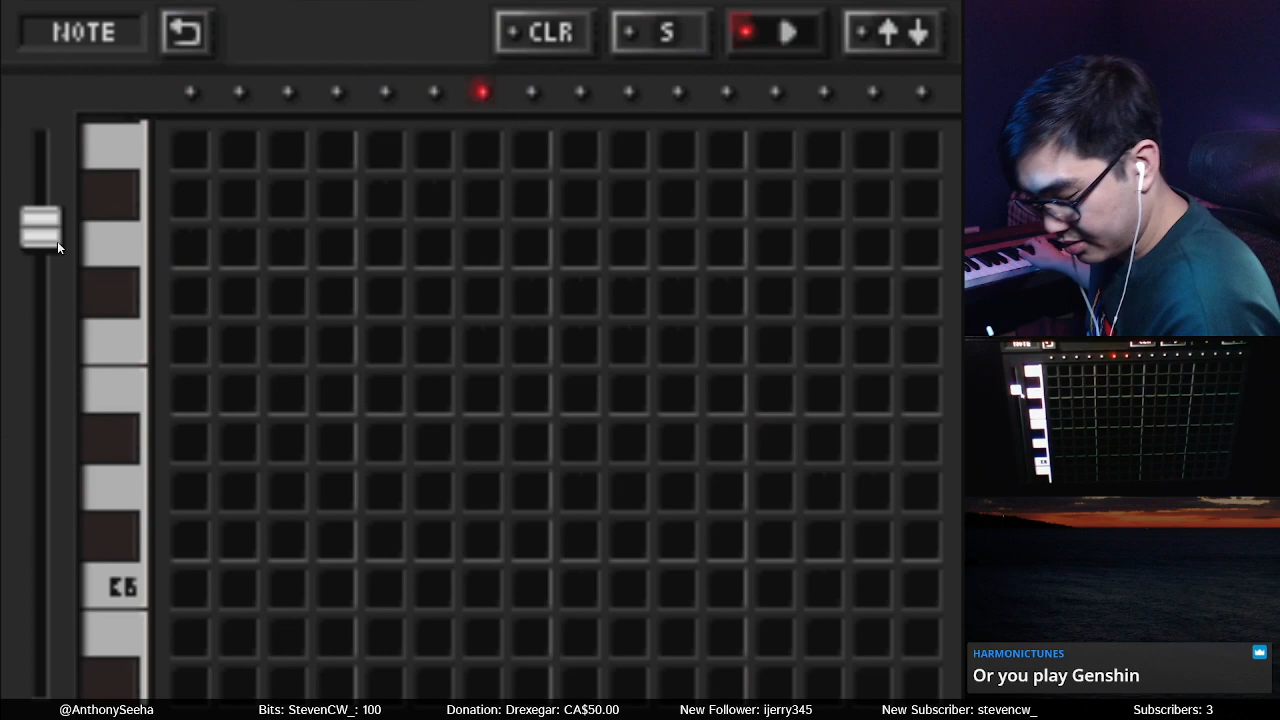 NOTE
CLR
S
C6
HARMONICTUNES
Or you play Genshin
@AnthonySeeha
Bits: StevenCW_: 100
Donation: Drexegar: CA$50.00
New Follower: ijerry345
New Subscriber: stevencw_
Subscribers: 3